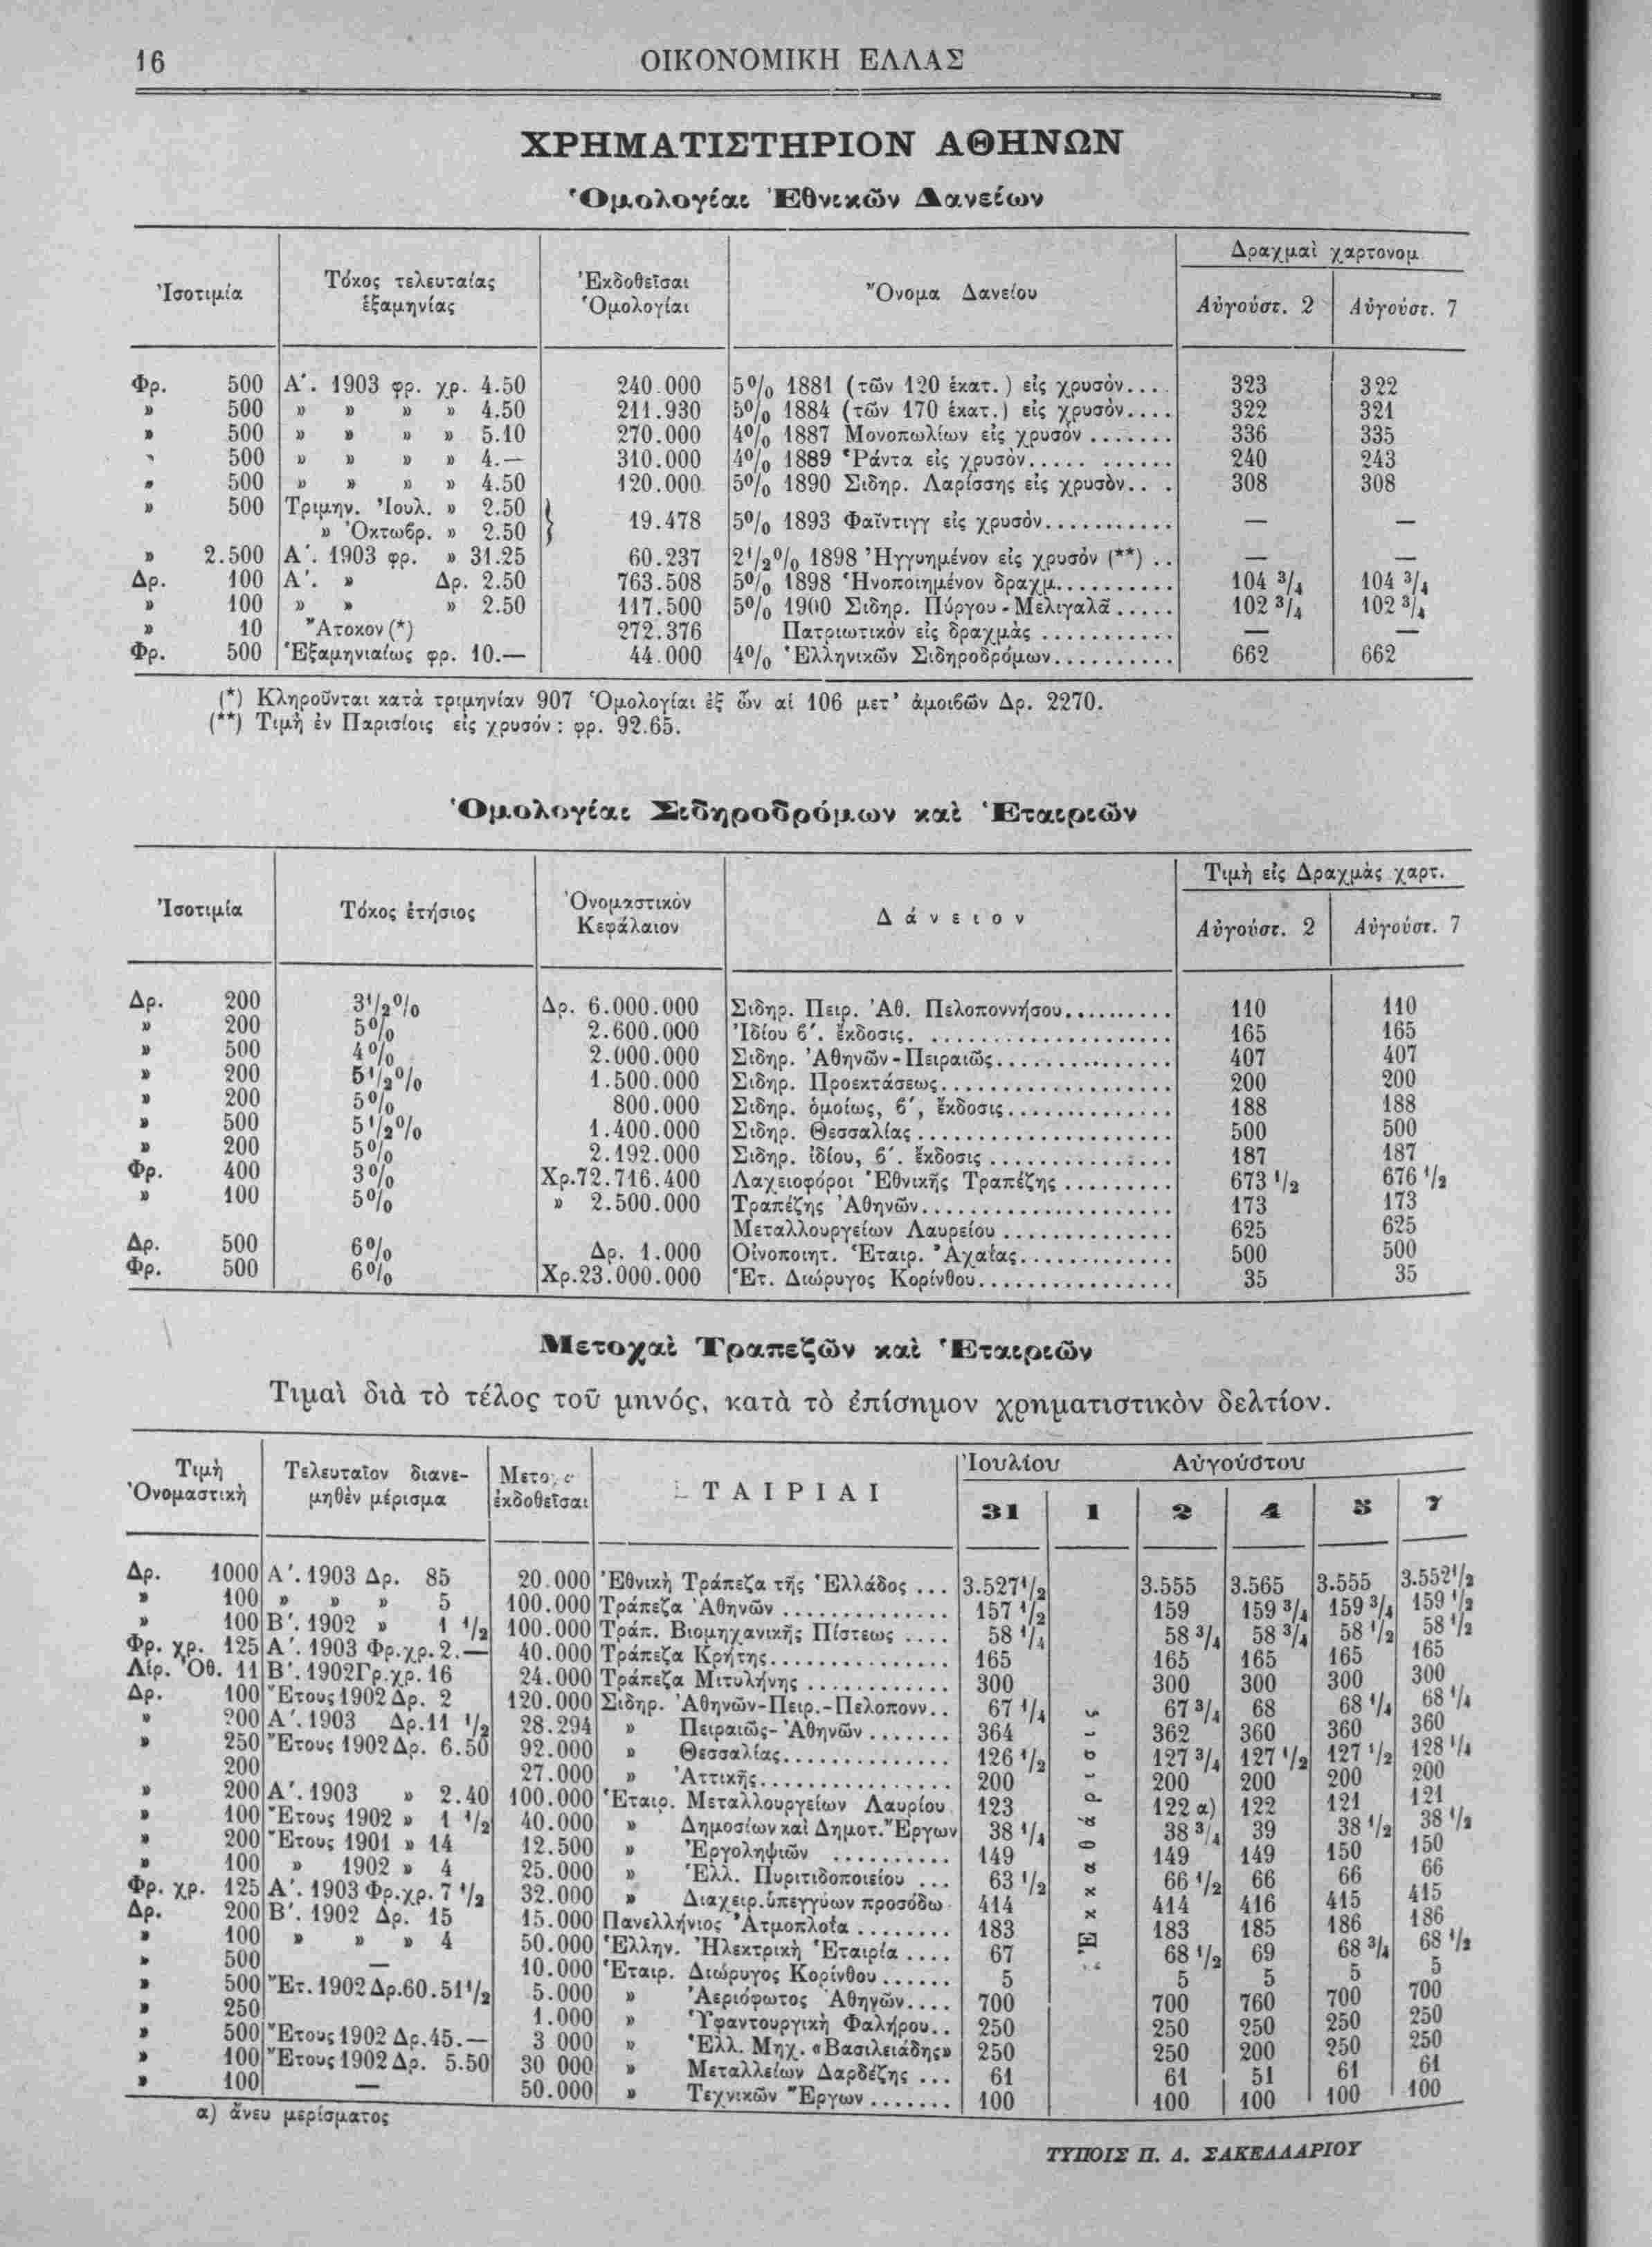 16 ΟΙΚΟΝΟΜΙΚΗ ΕΛΛΑΣ
ΧΡΗΜΑΤΙΣΤΗΡΙΟΝ ΑΘΗΝΩΝ
Ὁμολογίαι Ἐθνικῶν Δανείων
Ἰσοτιμία | Τόκος τελευταίας ἑξαμηνίας | Ἐκδοθεῖσαι Ὁμολογίαι | Ὄνομα Δανείου | Δραχμαὶ χαρτονομ
Αὐγούστ. 2 | Αὐγούστ. 7
Φρ. 500 Α΄. 1903 φρ. χρ. 4.50 240.000 5% 1881 (τῶν 120 ἑκατ.) εἰς χρυσόν.... 323 322
» 500 » » » » 4.50 211.930 5% 1884 (τῶν 170 ἑκατ.) εἰς χρυσόν.... 322 321
» 500 » » » » 5.10 270.000 4% 1887 Μονοπωλίων εἰς χρυσόν ....... 336 335
» 500 » » » » 4.— 310.000 4% 1889 Ῥάντα εἰς χρυσόν..... ...... 240 243
» 500 » » » » 4.50 120.000 5% 1890 Σιδηρ. Λαρίσσης εἰς χρυσὸν.. . 308 308
» 500 Τριμην. Ἰουλ. » 2.50
» Ὀκτωβρ. » 2.50 } 19.478 5% 1893 Φαῖντιγγ εἰς χρυσόν........... — —
» 2.500 Α΄. 1903 φρ. » 31.25 60.237 2 1/2% 1898 Ἠγγυημένον εἰς χρυσόν (**) .. — —
Δρ. 100 Α΄. » Δρ. 2.50 763.508 5% 1898 Ἡνοποιημένον δραχμ.......... 104 3/4 104 3/4
» 100 » » » 2.50 117.500 5% 1900 Σιδηρ. Πύργου-Μελιγαλᾶ ..... 102 3/4 102 3/4
» 10 Ἄτοκον (*) 272.376 Πατριωτικόν εἰς δραχμὰς ........... — —
Φρ. 500 Ἑξαμηνιαίως φρ. 10.— 44.000 4% Ἑλληνικῶν Σιδηροδρόμων.......... 662 662
(*) Κληροῦνται κατὰ τριμηνίαν 907 Ὁμολογίαι ἐξ ὧν αἱ 106 μετ' ἀμοιβῶν Δρ. 2270.
(**) Τιμὴ ἐν Παρισίοις εἰς χρυσόν: φρ. 92.65.
Ὁμολογίαι Σιδηροδρόμων καὶ Ἑταιριῶν
Ἰσοτιμία | Τόκος ἐτήσιος | Ὀνομαστικὸν Κεφάλαιον | Δάνειον | Τιμὴ εἰς Δραχμὰς χαρτ.
Αὐγούστ. 2 | Αὐγούστ. 7
Δρ. 200 3 1/2% Δρ. 6.000.000 Σιδηρ. Πειρ. Ἀθ. Πελοποννήσου.......... 110 110
» 200 5% 2.600.000 Ἰδίου β΄. ἔκδοσις. .................... 165 165
» 500 4% 2.000.000 Σιδηρ. Ἀθηνῶν-Πειραιῶς............... 407 407
» 200 5 1/2% 1.500.000 Σιδηρ. Προεκτάσεως.................... 200 200
» 200 5% 800.000 Σιδηρ. ὁμοίως, β΄, ἔκδοσις.............. 188 188
» 500 5 1/2% 1.400.000 Σιδηρ. Θεσσαλίας ...................... 500 500
» 200 5% 2.192.000 Σιδηρ. ἰδίου, β΄. ἔκδοσις ................ 187 187
Φρ. 400 3% Χρ.72.716.400 Λαχειοφόροι Ἐθνικῆς Τραπέζης .......... 673 1/2 676 1/2
» 100 5% » 2.500.000 Τραπέζης Ἀθηνῶν...................... 173 173
Μεταλλουργείων Λαυρείου ............... 625 625
Δρ. 500 6% Δρ. 1.000 Οἰνοποιητ. Ἑταιρ. Ἀχαΐας.............. 500 500
Φρ. 500 6% Χρ.23.000.000 Ἑτ. Διώρυγος Κορίνθου................. 35 35
Μετοχαὶ Τραπεζῶν καὶ Ἑταιριῶν
Τιμαὶ διὰ τὸ τέλος τοῦ μηνός, κατὰ τὸ ἐπίσημον χρηματιστικὸν δελτίον.
Τιμὴ Ὀνομαστικὴ | Τελευταῖον διανεμηθὲν μέρισμα | ἐκδοθεῖσαι | ΕΤΑΙΡΙΑΙ | Ἰουλίου | Αὐγούστου
31 | 1 | 2 | 4 | 5 | 7
Ἐκκαθάρισις
Δρ. 1000 Α΄. 1903 Δρ. 85 20.000 Ἐθνικὴ Τράπεζα τῆς Ἑλλάδος ... 3.527 1/2 3.555 3.565 3.555 3.552 1/2
» 100 » » » 5 100.000 Τράπεζα Ἀθηνῶν .............. 157 1/2 159 159 3/4 159 3/4 159 1/2
» 100 Β΄. 1902 » 1 1/2 100.000 Τράπ. Βιομηχανικῆς Πίστεως .... 58 1/4 58 3/4 58 3/4 58 1/2 58 1/2
Φρ. χρ. 125 Α΄. 1903 Φρ.χρ. 2.— 40.000 Τράπεζα Κρήτης............... 165 165 165 165 165
Λιρ. Ὀθ. 11 Β΄. 1902 Γρ.χρ. 16 24.000 Τράπεζα Μιτυλήνης ............ 300 300 300 300 300
Δρ. 100 Ἔτους 1902 Δρ. 2 120.000 Σιδηρ. Ἀθηνῶν-Πειρ.-Πελοπονν.. 67 1/4 67 3/4 68 68 1/4 68 1/4
» 200 Α΄. 1903 Δρ. 11 1/2 28.294 » Πειραιῶς-Ἀθηνῶν ....... 364 362 360 360 360
» 250 Ἔτους 1902 Δρ. 6.50 92.000 » Θεσσαλίας.............. 126 1/2 127 3/4 127 1/2 127 1/2 128 1/4
200 27.000 » Ἀττικῆς................ 200 200 200 200 200
» 200 Α΄. 1903 » 2.40 100.000 Ἑταιρ. Μεταλλουργείων Λαυρίου 123 122 α) 122 121 121
» 100 Ἔτους 1902 » 1 1/2 40.000 » Δημοσίων καὶ Δημοτ. Ἔργων 38 1/4 38 3/4 39 38 1/2 38 1/2
» 200 Ἔτους 1901 » 14 12.500 » Ἐργοληψιῶν .......... 149 149 149 150 150
» 100 » 1902 » 4 25.000 » Ἑλλ. Πυριτιδοποιείου ... 63 1/2 66 1/2 66 66 66
Φρ. χρ. 125 Α΄. 1903 Φρ.χρ. 7 1/2 32.000 » Διαχειρ. ὑπεγγύων προσόδω 414 414 416 415 415
Δρ. 200 Β΄. 1902 Δρ. 15 15.000 Πανελλήνιος Ἀτμοπλοΐα ........ 183 183 185 186 186
» 100 » » » 4 50.000 Ἑλλην. Ἠλεκτρικὴ Ἑταιρία .... 67 68 1/2 69 68 3/4 68 1/2
» 500 — 10.000 Ἑταιρ. Διώρυγος Κορίνθου ...... 5 5 5 5 5
» 500 Ἔτ. 1902 Δρ. 60.51 1/2 5.000 » Ἀεριόφωτος Ἀθηνῶν.... 700 700 760 700 700
» 250 1.000 » Ὑφαντουργικὴ Φαλήρου.. 250 250 250 250 250
» 500 Ἔτους 1902 Δρ. 45.— 3 000 » Ἑλλ. Μηχ. «Βασιλειάδης» 250 250 200 250 250
» 100 Ἔτους 1902 Δρ. 5.50 30 000 » Μεταλλείων Δαρδέζης ... 61 61 51 61 61
» 100 — 50.000 » Τεχνικῶν Ἔργων ....... 100 100 100 100 100
α) ἄνευ μερίσματος
ΤΥΠΟΙΣ Π. Δ. ΣΑΚΕΛΛΑΡΙΟΥ